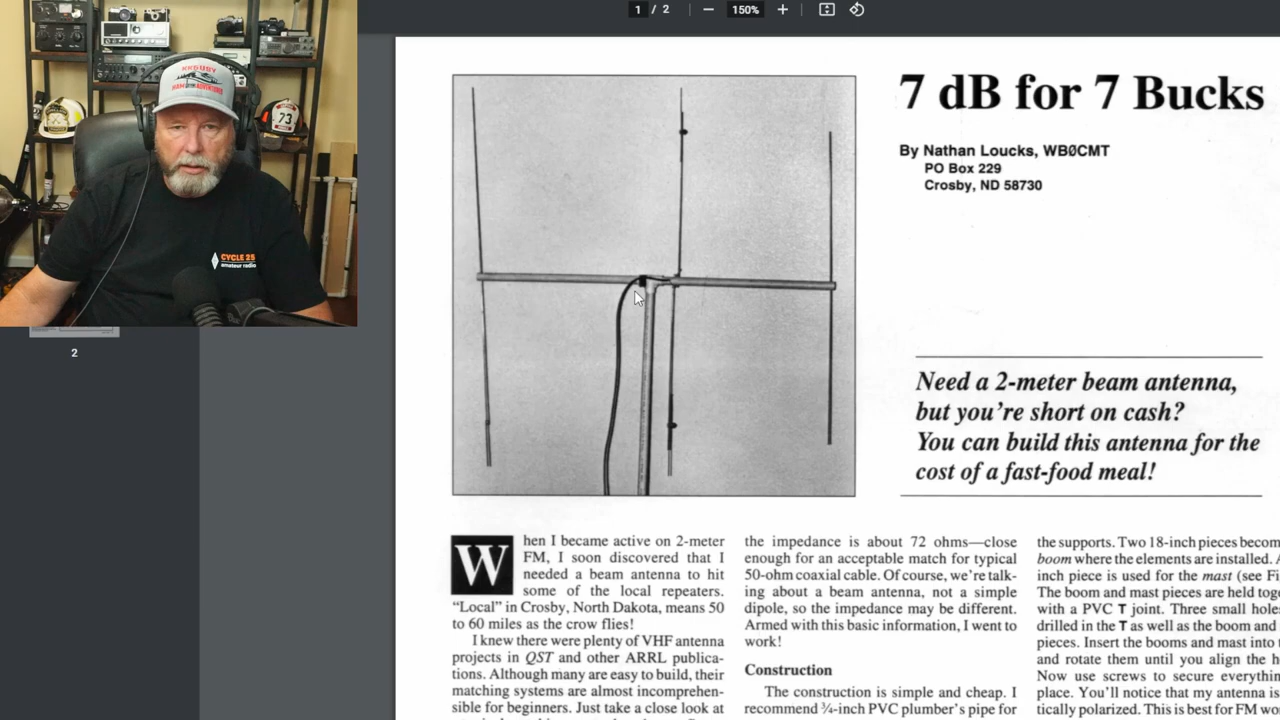 1 / 2
150%
KK6USY
HAM ADVENTURES
73
CYCLE 25
amateur radio
2
7 dB for 7 Bucks
By Nathan Loucks, WBØCMT
PO Box 229
Crosby, ND 58730
Need a 2-meter beam antenna,
but you're short on cash?
You can build this antenna for the
cost of a fast-food meal!
When I became active on 2-meter
FM, I soon discovered that I
needed a beam antenna to hit
some of the local repeaters.
“Local” in Crosby, North Dakota, means 50
to 60 miles as the crow flies!
I knew there were plenty of VHF antenna
projects in QST and other ARRL publica-
tions. Although many are easy to build, their
matching systems are almost incomprehen-
sible for beginners. Just take a close look at
the impedance is about 72 ohms—close
enough for an acceptable match for typical
50-ohm coaxial cable. Of course, we're talk-
ing about a beam antenna, not a simple
dipole, so the impedance may be different.
Armed with this basic information, I went to
work!
Construction
The construction is simple and cheap. I
recommend ¾-inch PVC plumber's pipe for
the supports. Two 18-inch pieces becom
boom where the elements are installed. A
inch piece is used for the mast (see Fi
The boom and mast pieces are held toge
with a PVC T joint. Three small hole
drilled in the T as well as the boom and
pieces. Insert the booms and mast into t
and rotate them until you align the h
Now use screws to secure everythin
place. You'll notice that my antenna is
tically polarized. This is best for FM wo